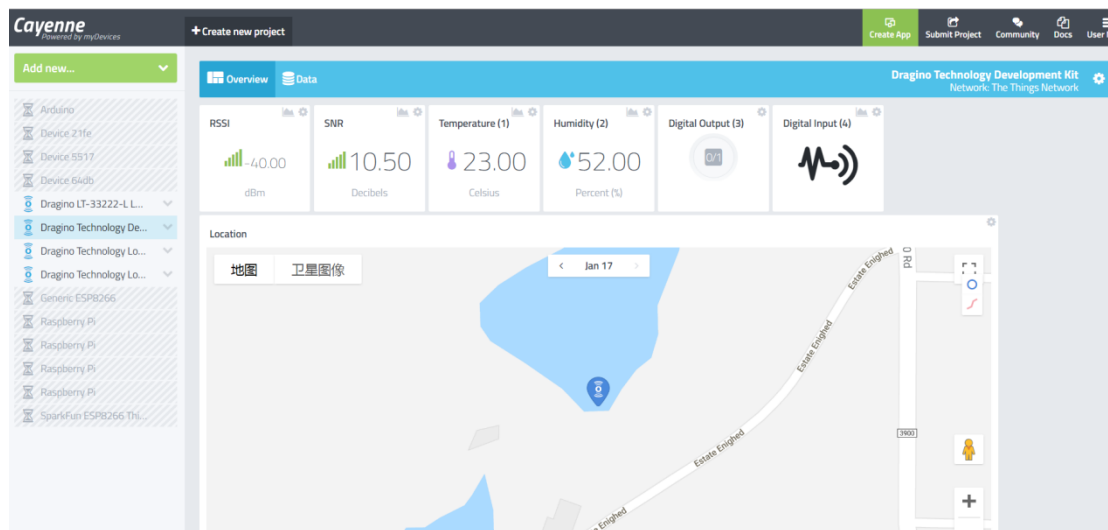 Cayenne
Powered by myDevices
+ Create new project
Create App
Submit Project
Community
Docs
Add new...
Arduino
Device 21fe
Device 5517
Device 64db
Dragino LT-33222-L L...
Dragino Technology De...
Dragino Technology Lo...
Dragino Technology Lo...
Generic ESP8266
Raspberry Pi
Raspberry Pi
Raspberry Pi
Raspberry Pi
SparkFun ESP8266 Thi...
Overview
Data
Dragino Technology Development Kit
Network: The Things Network
RSSI
-40.00
dBm
SNR
10.50
Decibels
Temperature (1)
23.00
Celsius
Humidity (2)
52.00
Percent (%)
Digital Output (3)
0/1
Digital Input (4)
Location
地图
卫星图像
Jan 17
Estate Enighed
Estate Enighed
Estate Enighed
Enighed
Rd
3900